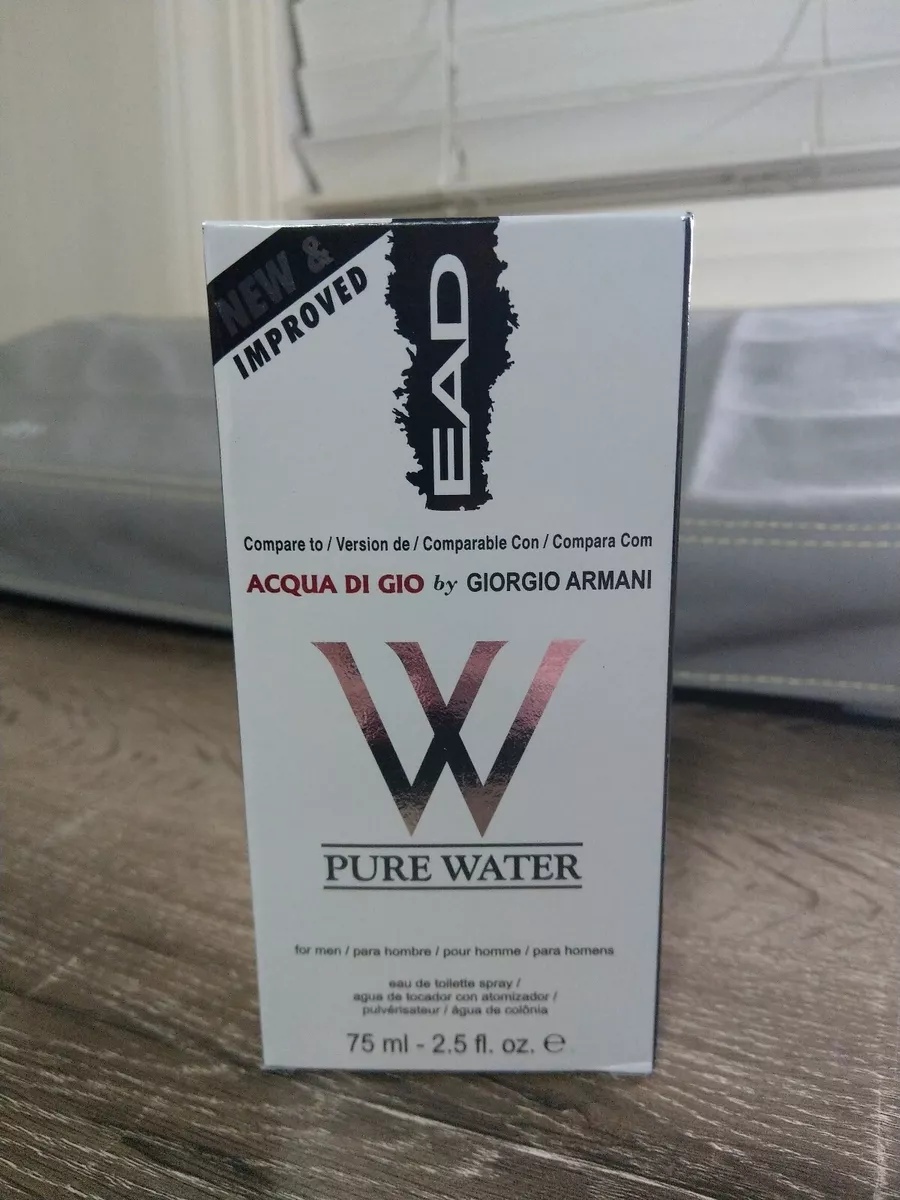 NEW &
IMPROVED
EAD
Compare to / Version de / Comparable Con / Compara Com
ACQUA DI GIO by GIORGIO ARMANI
W
PURE WATER
for men / para hombre / pour homme / para homens
eau de toilette spray /
agua de tocador con atomizador /
pulvérisateur / água de colônia
75 ml - 2.5 fl. oz. ℮